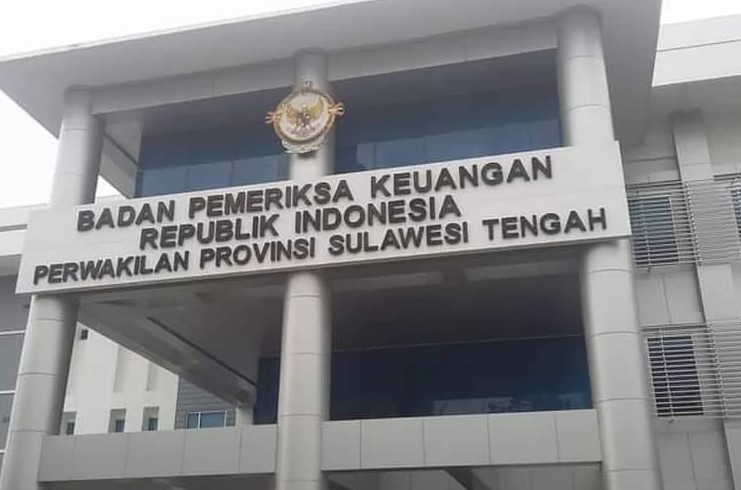 BADAN PEMERIKSA KEUANGAN
REPUBLIK INDONESIA
PERWAKILAN PROVINSI SULAWESI TENGAH